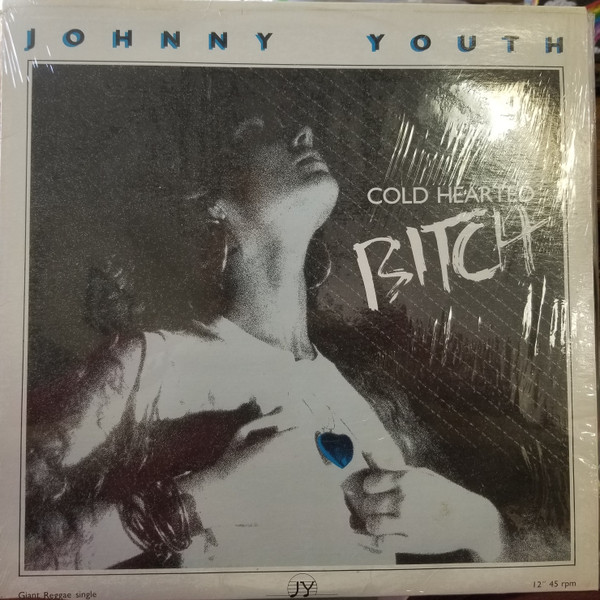 JOHNNY YOUTH
COLD HEARTED
BITCH
Giant Reggae single
JY
12" 45 rpm